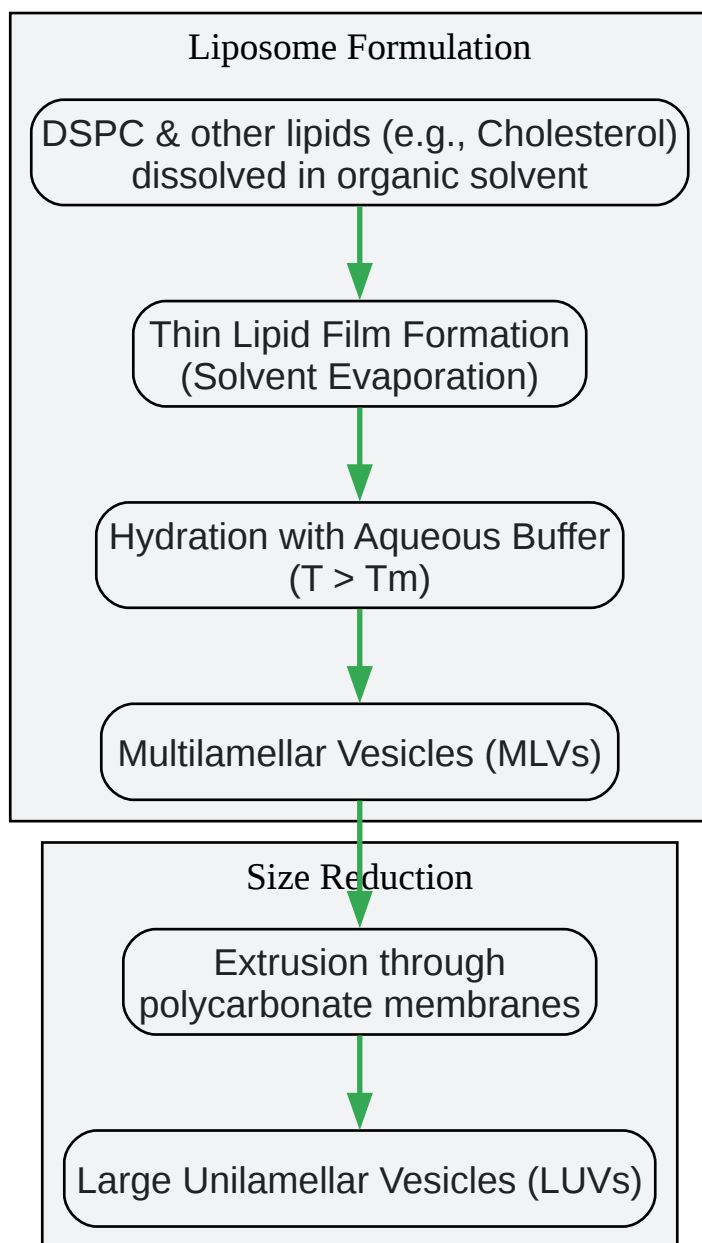 Liposome Formulation
DSPC & other lipids (e.g., Cholesterol)
dissolved in organic solvent
Thin Lipid Film Formation
(Solvent Evaporation)
Hydration with Aqueous Buffer
(T > Tm)
Multilamellar Vesicles (MLVs)
Size Reduction
Extrusion through
polycarbonate membranes
Large Unilamellar Vesicles (LUVs)